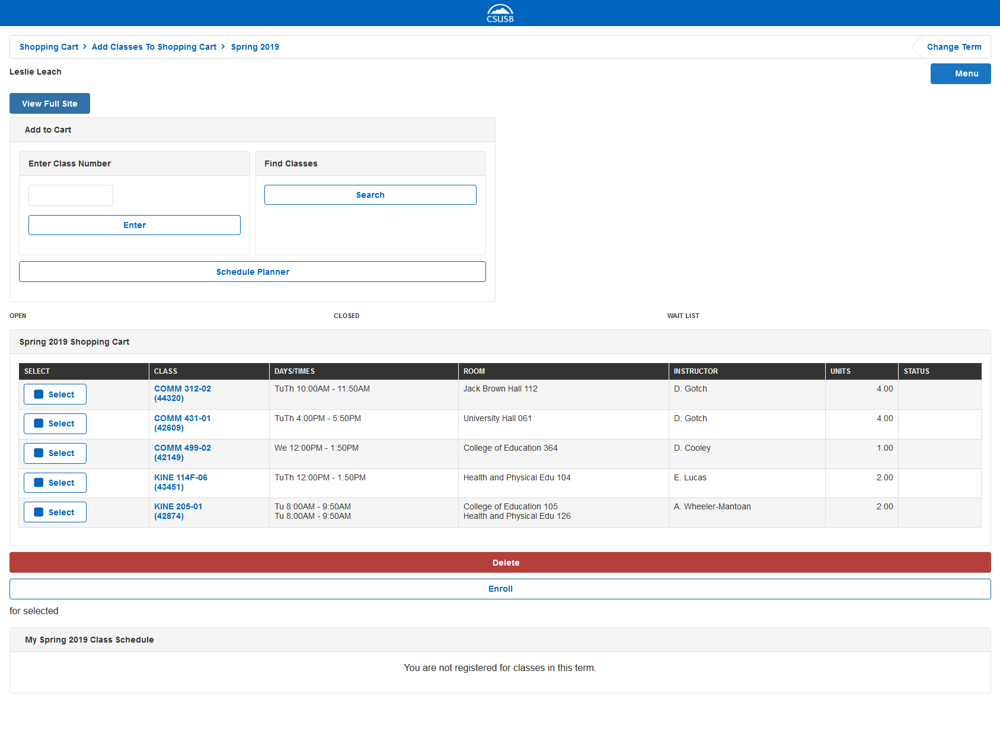 CSUSB
Shopping Cart > Add Classes To Shopping Cart > Spring 2019
Change Term
Leslie Leach
Menu
View Full Site
Add to Cart
Enter Class Number
Find Classes
Search
Enter
Schedule Planner
OPEN CLOSED WAIT LIST
Spring 2019 Shopping Cart
SELECT CLASS DAYS/TIMES ROOM INSTRUCTOR UNITS STATUS
Select COMM 312-02 TuTh 10:00AM - 11:50AM Jack Brown Hall 112 D. Gotch 4.00
(44320)
Select COMM 431-01 TuTh 4:00PM - 5:50PM University Hall 061 D. Gotch 4.00
(42609)
Select COMM 499-02 We 12:00PM - 1:50PM College of Education 364 D. Cooley 1.00
(42149)
Select KINE 114F-06 TuTh 12:00PM - 1:50PM Health and Physical Edu 104 E. Lucas 2.00
(43451)
Select KINE 205-01 Tu 8:00AM - 9:50AM College of Education 105 A. Wheeler-Mantoan 2.00
(42874) Tu 8:00AM - 9:50AM Health and Physical Edu 126
Delete
Enroll
for selected
My Spring 2019 Class Schedule
You are not registered for classes in this term.